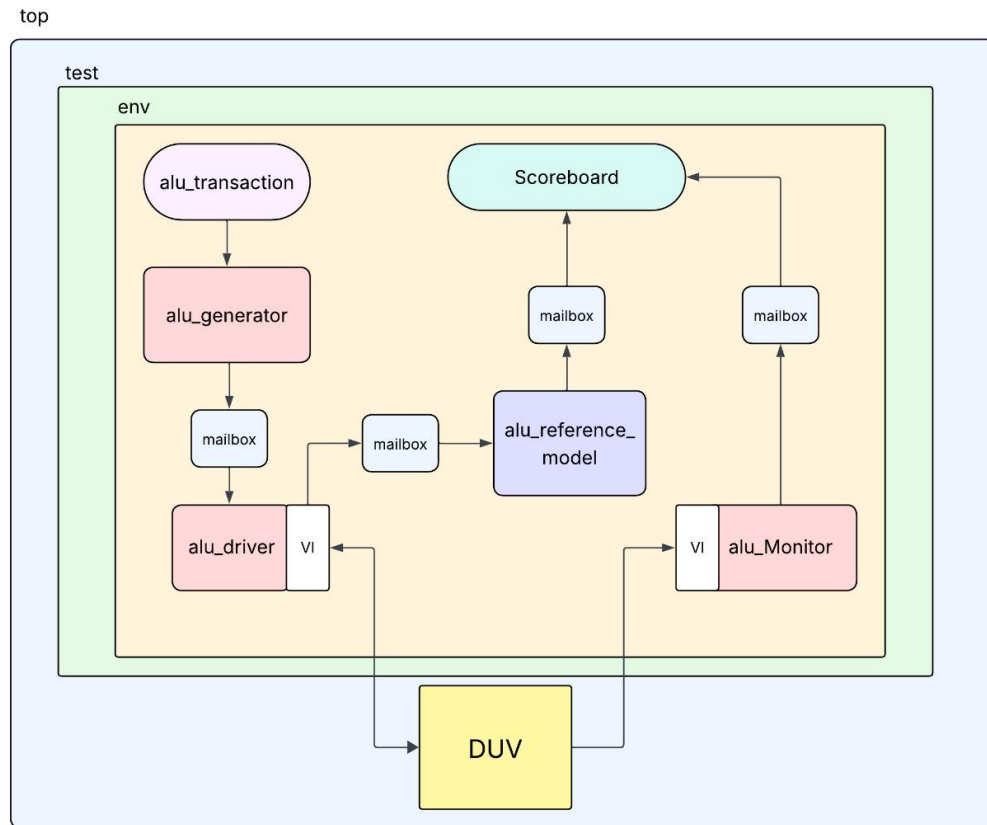 top
test
env
alu_transaction
Scoreboard
alu_generator
mailbox
mailbox
mailbox
mailbox
alu_reference_
model
alu_driver
VI
VI
alu_Monitor
DUV